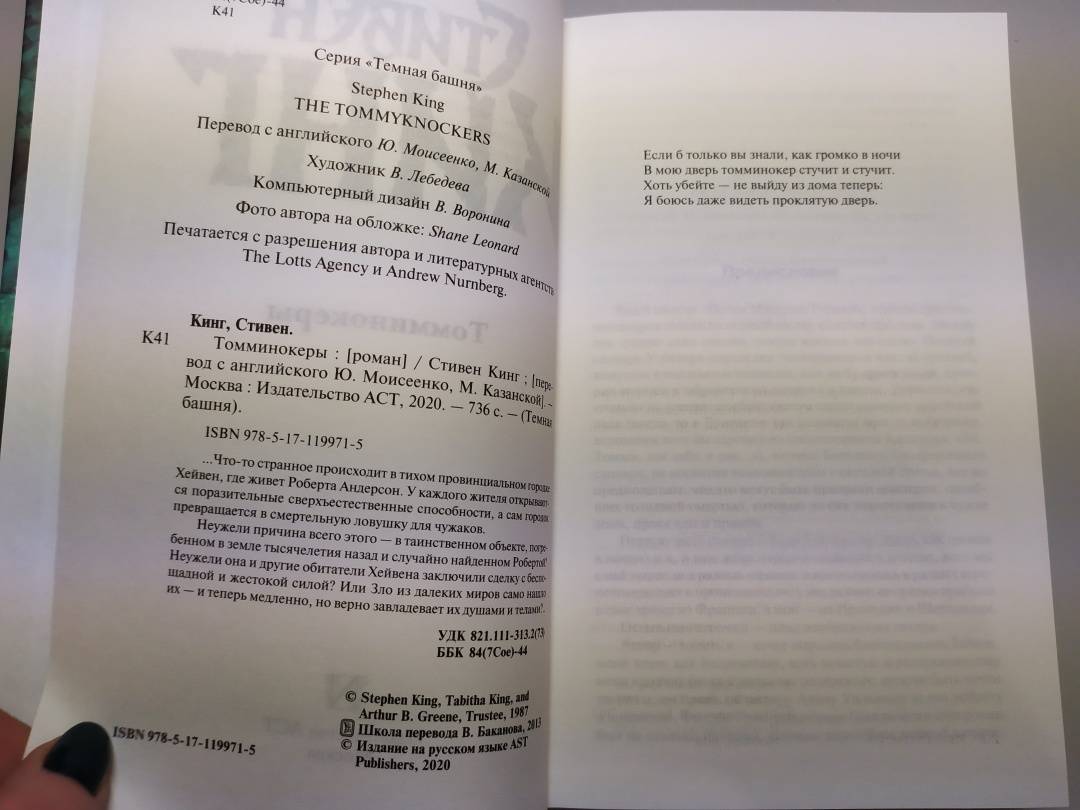 К41
Серия «Темная башня»
Stephen King
THE TOMMYKNOCKERS
Перевод с английского Ю. Моисеенко, М. Казанской
Художник В. Лебедева
Компьютерный дизайн В. Воронина
Фото автора на обложке: Shane Leonard
Печатается с разрешения автора и литературных агентств
The Lotts Agency и Andrew Nurnberg.
Кинг, Стивен.
К41
Томминокеры : [роман] / Стивен Кинг ; [пере-
вод с английского Ю. Моисеенко, М. Казанской]. –
Москва : Издательство АСТ, 2020. — 736 с. — (Темная
башня).
ISBN 978-5-17-119971-5
...Что-то странное происходит в тихом провинциальном городке
Хейвен, где живет Роберта Андерсон. У каждого жителя открывают-
ся поразительные сверхъестественные способности, а сам городок
превращается в смертельную ловушку для чужаков.
Неужели причина всего этого — в таинственном объекте, погре-
бенном в земле тысячелетия назад и случайно найденном Робертой?
Неужели она и другие обитатели Хейвена заключили сделку с беспо-
щадной и жестокой силой? Или Зло из далеких миров само нашло
их — и теперь медленно, но верно завладевает их душами и телами?.
УДК 821.111-313.2(73)
ББК 84(7Сое)-44
© Stephen King, Tabitha King, and
Arthur B. Greene, Trustee, 1987
Школа перевода В. Баканова, 2013
© Издание на русском языке AST
Publishers, 2020
ISBN 978-5-17-119971-5
Если б только вы знали, как громко в ночи
В мою дверь томминокер стучит и стучит.
Хоть убейте — не выйду из дома теперь:
Я боюсь даже видеть проклятую дверь.